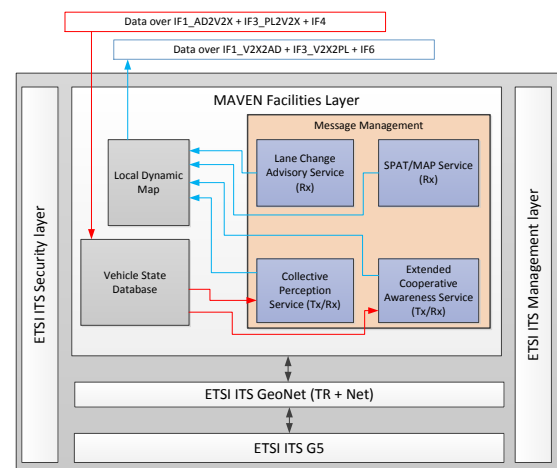 Data over IF1_AD2V2X + IF3_PL2V2X + IF4
Data over IF1_V2X2AD + IF3_V2X2PL + IF6
ETSI ITS Security layer
MAVEN Facilities Layer
Message Management
Local Dynamic
Map
Lane Change
Advisory Service
(Rx)
SPAT/MAP Service
(Rx)
Vehicle State
Database
Collective
Perception
Service (Tx/Rx)
Extended
Cooperative
Awareness Service
(Tx/Rx)
ETSI ITS Management layer
ETSI ITS GeoNet (TR + Net)
ETSI ITS G5